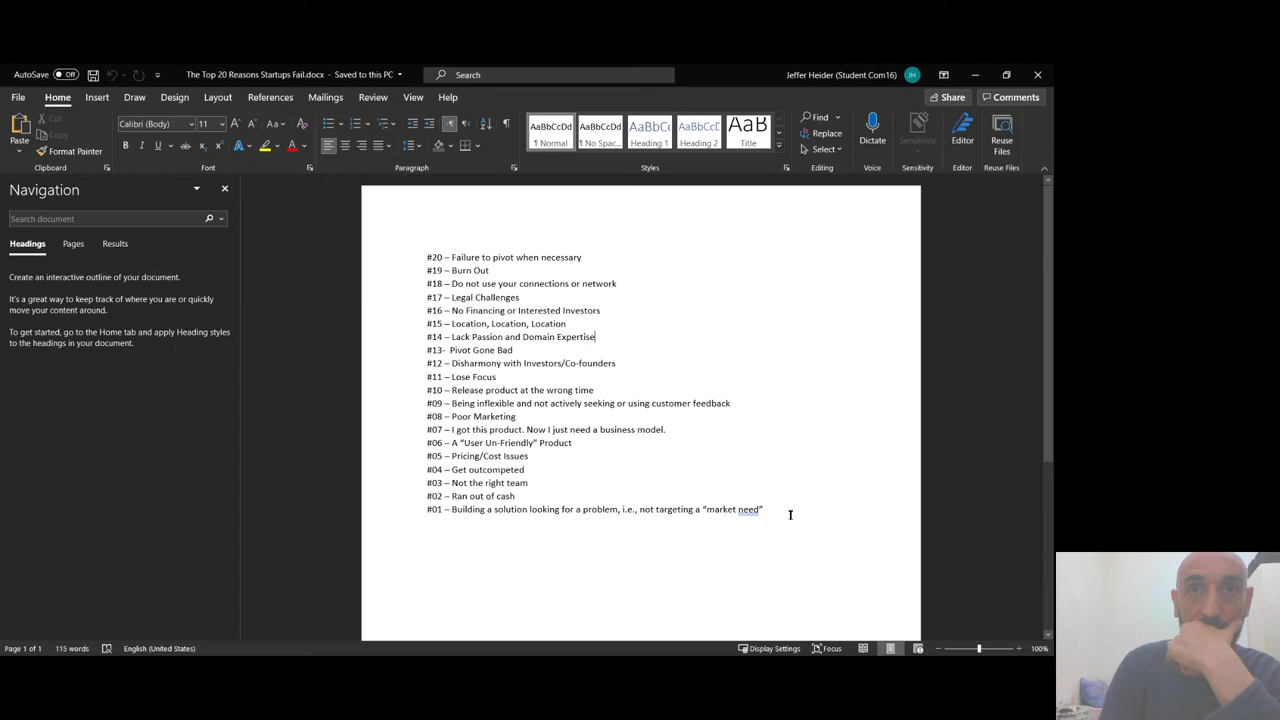 AutoSave Off The Top 20 Reasons Startups Fail.docx - Saved to this PC Search Jeffer Heider (Student Com16) JH
File Home Insert Draw Design Layout References Mailings Review View Help Share Comments
Paste Cut Copy Format Painter
Calibri (Body) 11
AaBbCcDd AaBbCcDd AaBbCc AaBbCcD AaB
¶ Normal ¶ No Spac... Heading 1 Heading 2 Title
Find Replace Select
Dictate Sensitivity Editor Reuse Files
Clipboard Font Paragraph Styles Editing Voice Sensitivity Editor Reuse Files
Navigation
Search document
Headings Pages Results
Create an interactive outline of your document.
It's a great way to keep track of where you are or quickly
move your content around.
To get started, go to the Home tab and apply Heading styles
to the headings in your document.
#20 – Failure to pivot when necessary
#19 – Burn Out
#18 – Do not use your connections or network
#17 – Legal Challenges
#16 – No Financing or Interested Investors
#15 – Location, Location, Location
#14 – Lack Passion and Domain Expertise
#13- Pivot Gone Bad
#12 – Disharmony with Investors/Co-founders
#11 – Lose Focus
#10 – Release product at the wrong time
#09 – Being inflexible and not actively seeking or using customer feedback
#08 – Poor Marketing
#07 – I got this product. Now I just need a business model.
#06 – A “User Un-Friendly” Product
#05 – Pricing/Cost Issues
#04 – Get outcompeted
#03 – Not the right team
#02 – Ran out of cash
#01 – Building a solution looking for a problem, i.e., not targeting a “market need”
Page 1 of 1 115 words English (United States) Display Settings Focus 100%